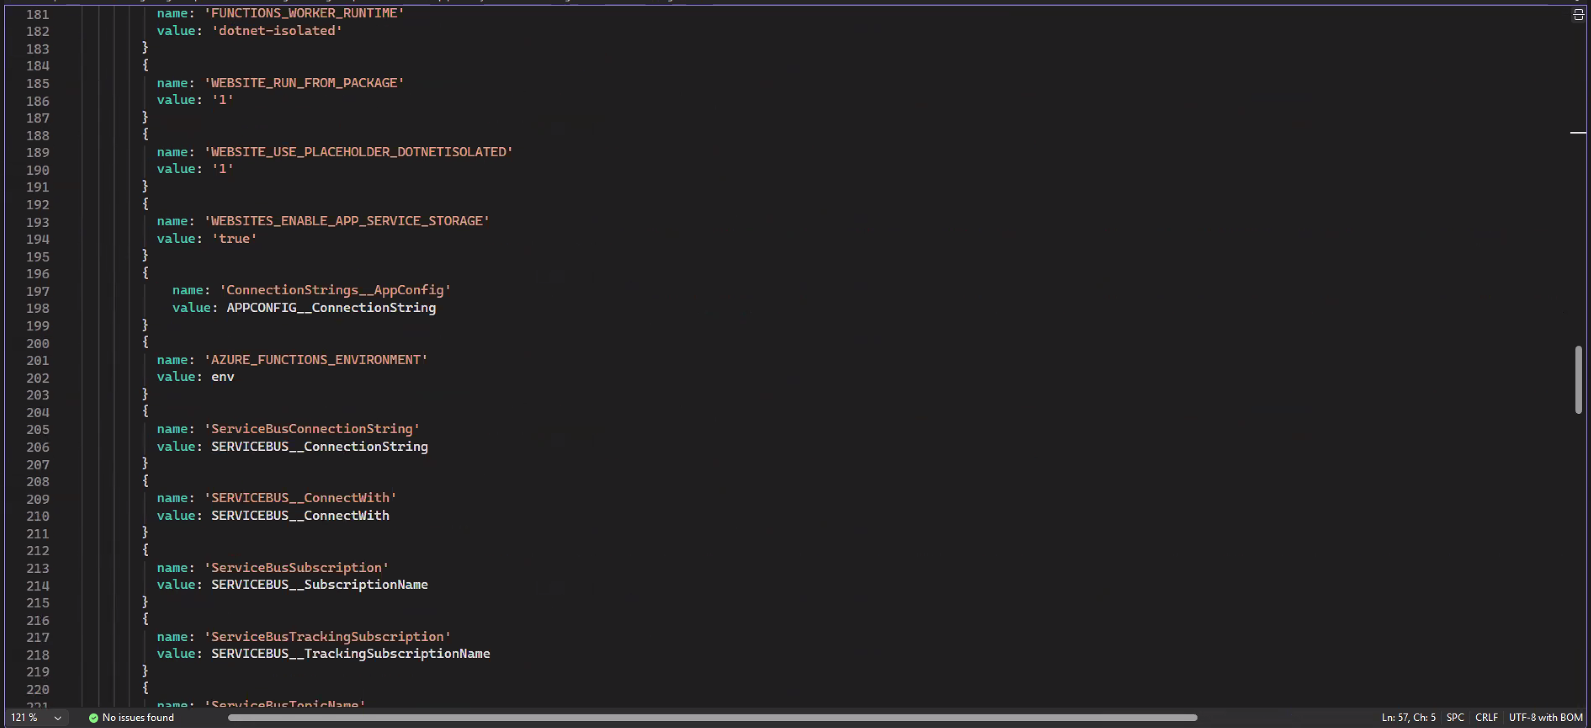 181 name: 'FUNCTIONS_WORKER_RUNTIME'
182 value: 'dotnet-isolated'
183 }
184 {
185 name: 'WEBSITE_RUN_FROM_PACKAGE'
186 value: '1'
187 }
188 {
189 name: 'WEBSITE_USE_PLACEHOLDER_DOTNETISOLATED'
190 value: '1'
191 }
192 {
193 name: 'WEBSITES_ENABLE_APP_SERVICE_STORAGE'
194 value: 'true'
195 }
196 {
197 name: 'ConnectionStrings__AppConfig'
198 value: APPCONFIG__ConnectionString
199 }
200 {
201 name: 'AZURE_FUNCTIONS_ENVIRONMENT'
202 value: env
203 }
204 {
205 name: 'ServiceBusConnectionString'
206 value: SERVICEBUS__ConnectionString
207 }
208 {
209 name: 'SERVICEBUS__ConnectWith'
210 value: SERVICEBUS__ConnectWith
211 }
212 {
213 name: 'ServiceBusSubscription'
214 value: SERVICEBUS__SubscriptionName
215 }
216 {
217 name: 'ServiceBusTrackingSubscription'
218 value: SERVICEBUS__TrackingSubscriptionName
219 }
220 {
221 name: 'ServiceBusTopicName'
121 % No issues found Ln: 57, Ch: 5 SPC CRLF UTF-8 with BOM